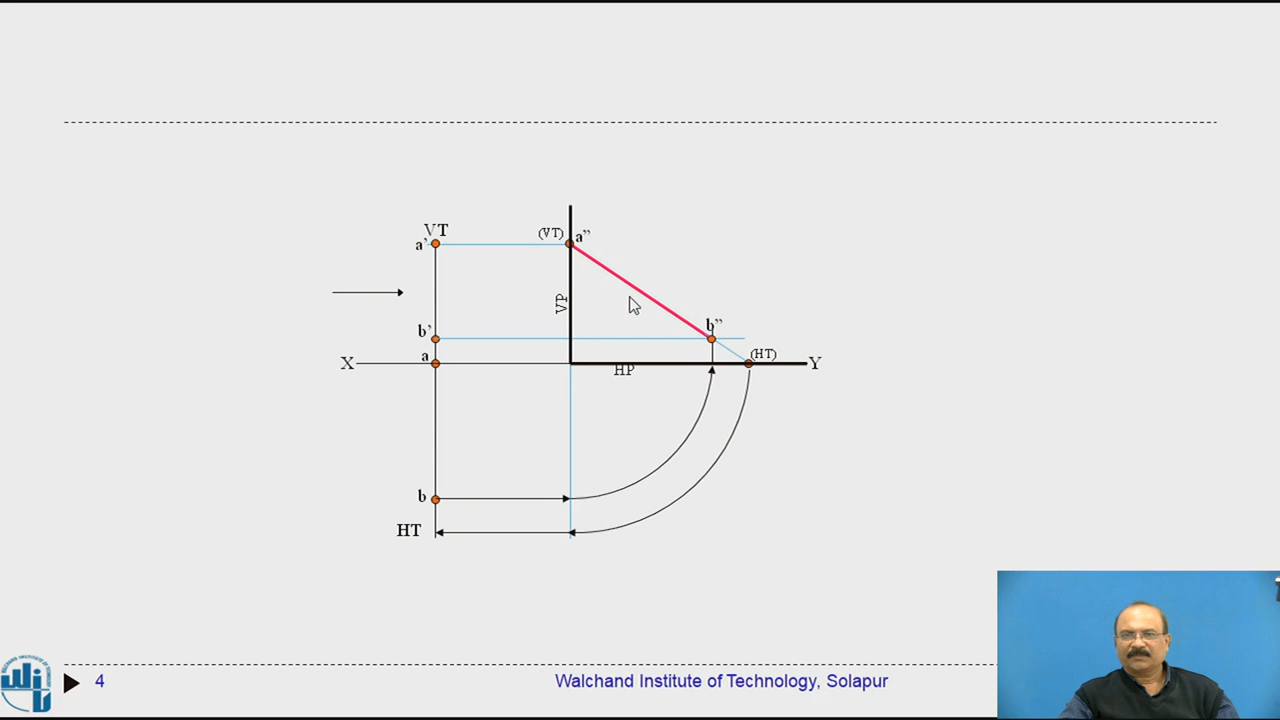 VT
(VT) a”
a’
VP
b’
b”
a
(HT)
X
HP
Y
b
HT
4
Walchand Institute of Technology, Solapur